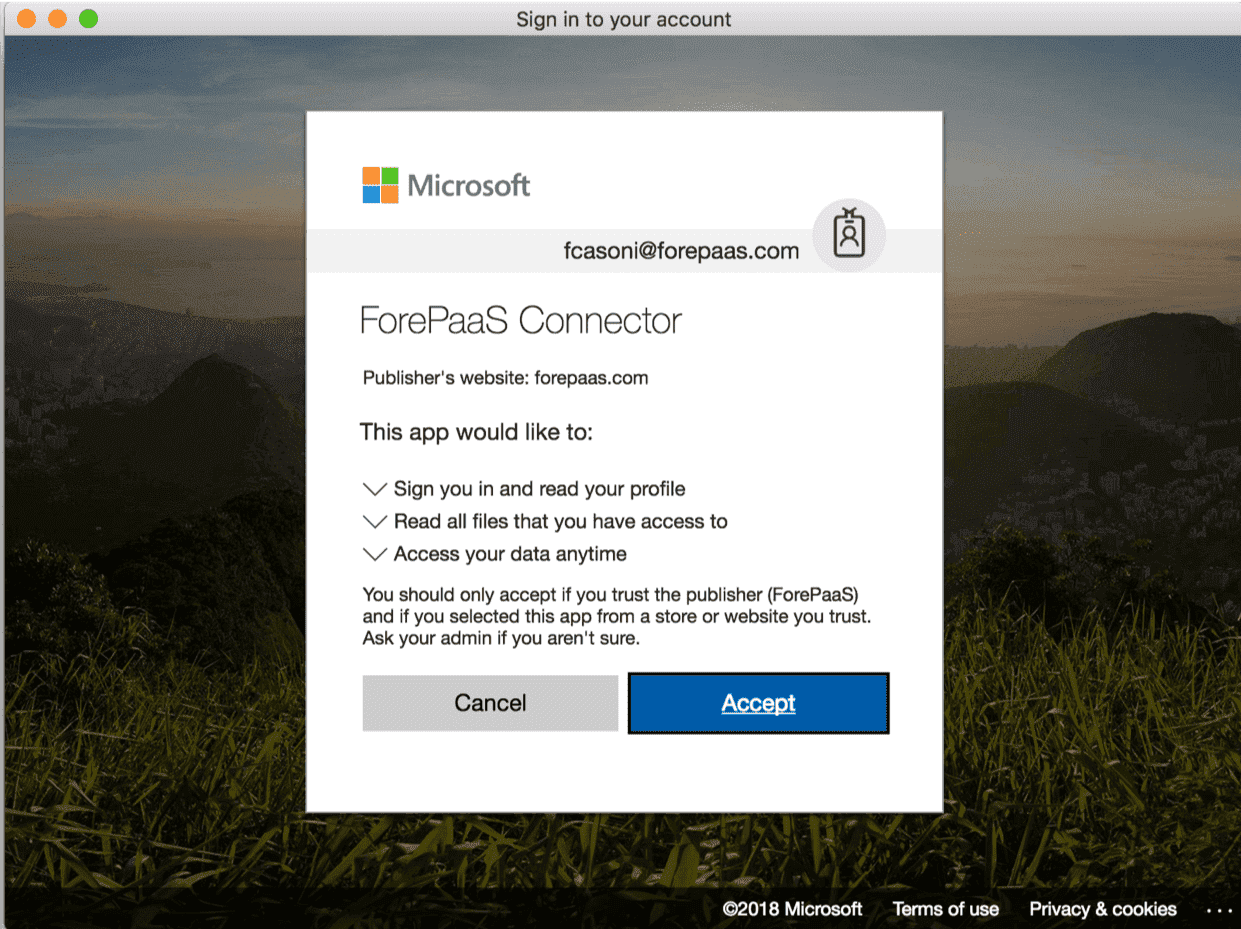 Sign in to your account
Microsoft
fcasoni@forepaas.com
ForePaaS Connector
Publisher's website: forepaas.com
This app would like to:
Sign you in and read your profile
Read all files that you have access to
Access your data anytime
You should only accept if you trust the publisher (ForePaaS)
and if you selected this app from a store or website you trust.
Ask your admin if you aren't sure.
Cancel
Accept
©2018 Microsoft
Terms of use
Privacy & cookies
...